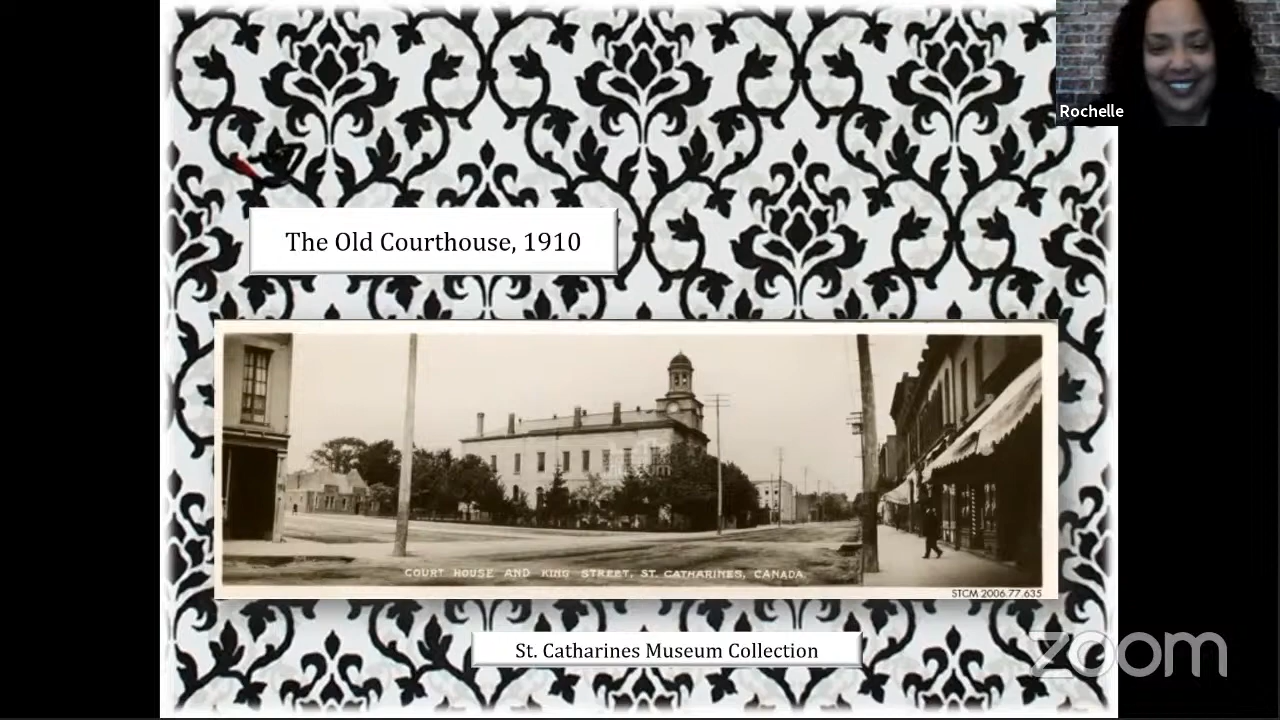 Rochelle
The Old Courthouse, 1910
COURT HOUSE AND KING STREET, ST. CATHARINES, CANADA
STCM 2006.77.635
St. Catharines Museum Collection
zoom